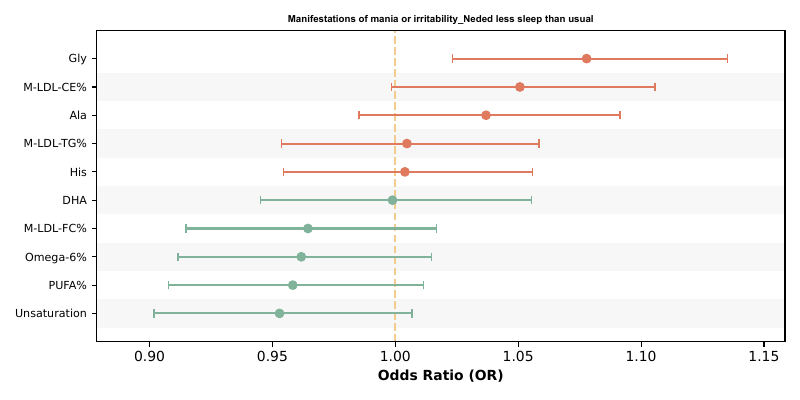 Manifestations of mania or irritability_Neded less sleep than usual
Gly
M-LDL-CE%
Ala
M-LDL-TG%
His
DHA
M-LDL-FC%
Omega-6%
PUFA%
Unsaturation
0.90 0.95 1.00 1.05 1.10 1.15
Odds Ratio (OR)